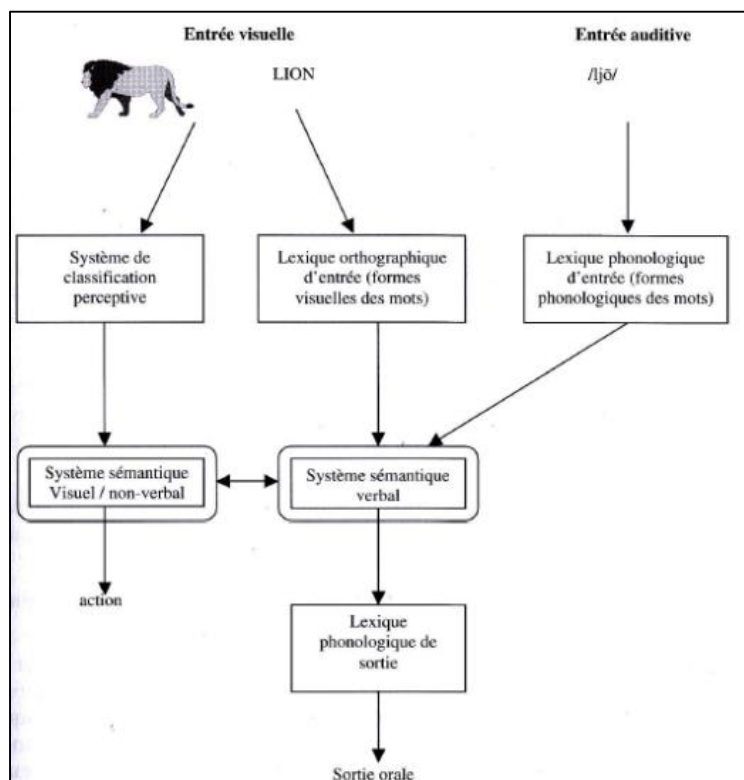 Entrée visuelle
Entrée auditive
LION
/ljõ/
Système de
classification
perceptive
Lexique orthographique
d'entrée (formes
visuelles des mots)
Lexique phonologique
d'entrée (formes
phonologiques des mots)
Système sémantique
Visuel / non-verbal
Système sémantique
verbal
action
Lexique
phonologique de
sortie
Sortie orale